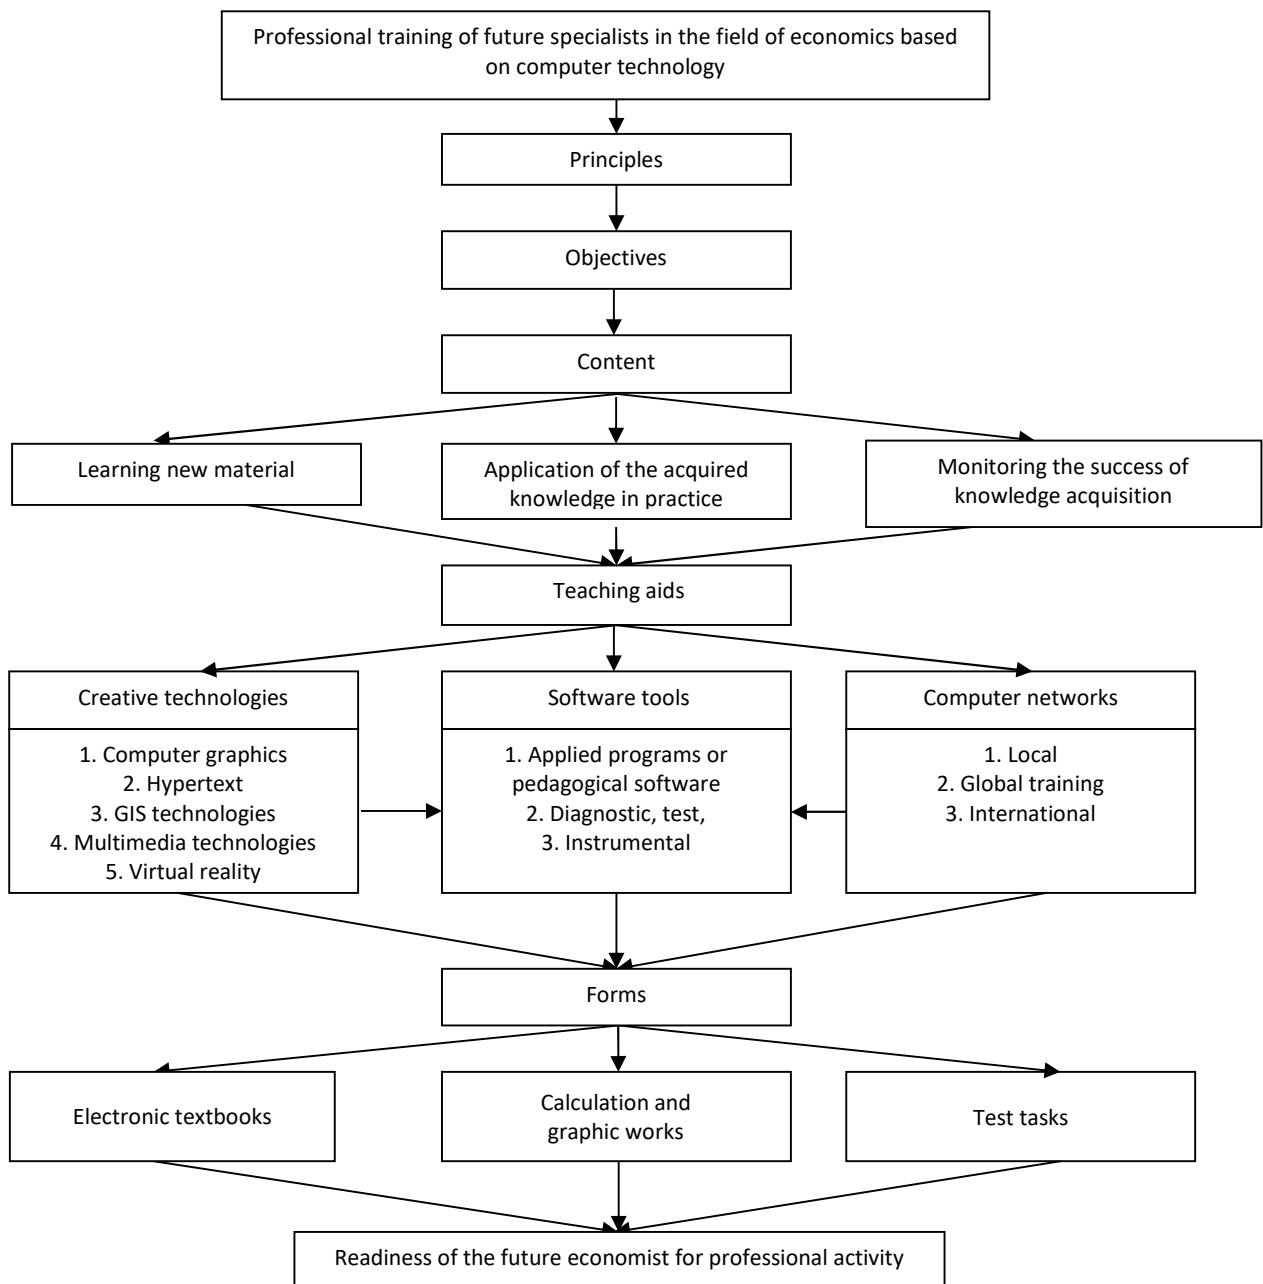 Professional training of future specialists in the field of economics based
on computer technology
Principles
Objectives
Content
Learning new material
Application of the acquired
knowledge in practice
Monitoring the success of
knowledge acquisition
Teaching aids
Creative technologies
1. Computer graphics
2. Hypertext
3. GIS technologies
4. Multimedia technologies
5. Virtual reality
Software tools
1. Applied programs or
pedagogical software
2. Diagnostic, test,
3. Instrumental
Computer networks
1. Local
2. Global training
3. International
Forms
Electronic textbooks
Calculation and
graphic works
Test tasks
Readiness of the future economist for professional activity